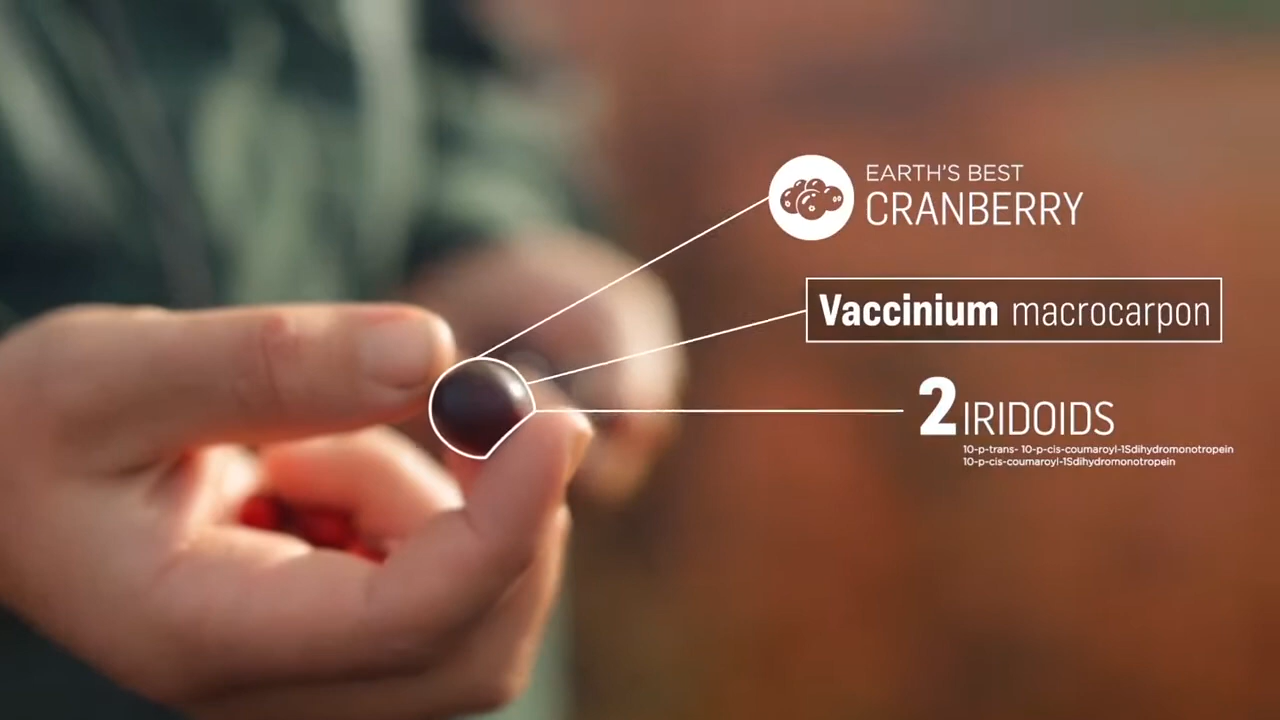 EARTH'S BEST
CRANBERRY
Vaccinium macrocarpon
2 IRIDOIDS
10-p-trans- 10-p-cis-coumaroyl-1Sdihydromonotropein
10-p-cis-coumaroyl-1Sdihydromonotropein